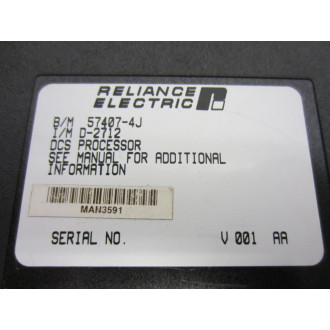 RELIANCE
ELECTRIC
B/M 57407-4J
I/M D-2712
DCS PROCESSOR
SEE MANUAL FOR ADDITIONAL
INFORMATION
MAN3591
SERIAL NO. V 001 AA